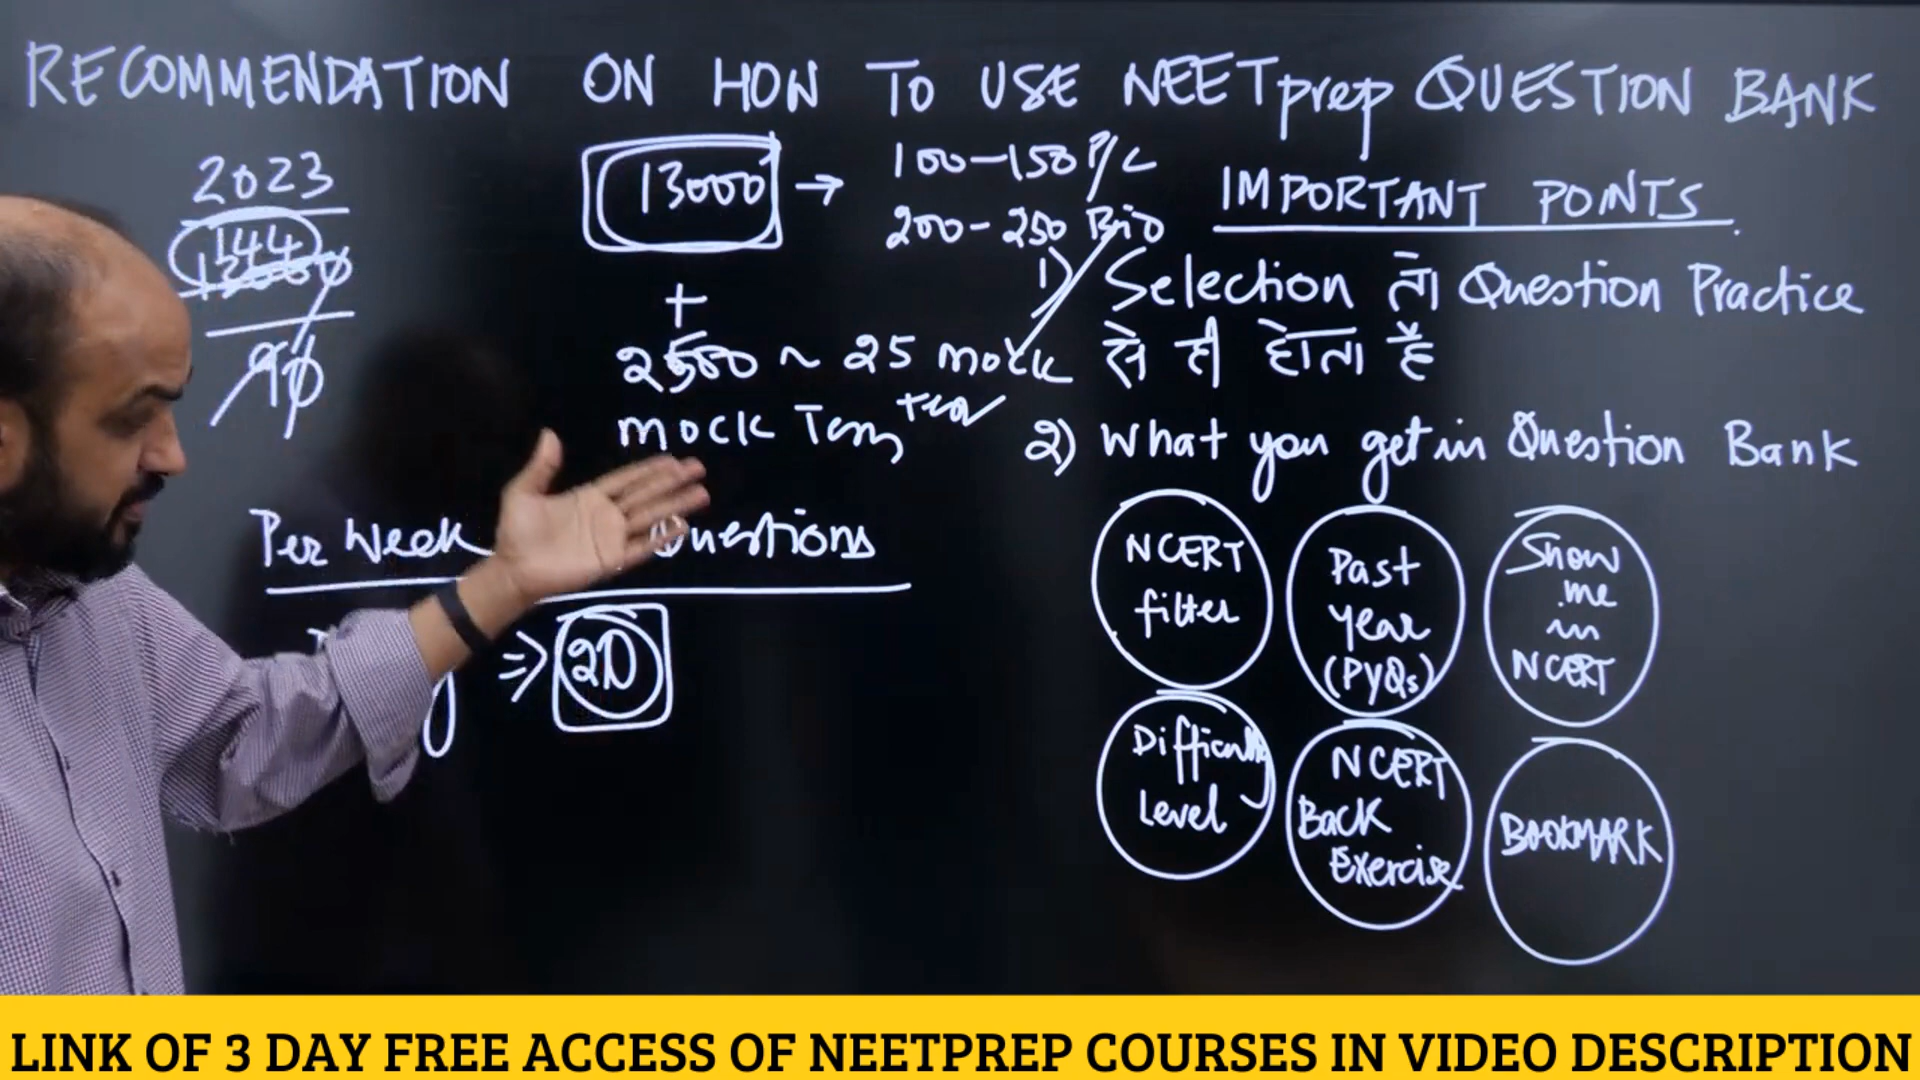 RECOMMENDATION ON HOW TO USE NEETprep QUESTION BANK
2023
144
90
13000 →
100-150 P/C
200-250 Bio
+
2500 ~ 25 mock
mock
Per Week Questions
⇒
IMPORTANT POINTS
1) Selection तो Question Practice
से ही होता है
2) What you get in Question Bank
NCERT
filter
Past
Year
(PYQs)
Show
me
in
NCERT
Difficulty
Level
NCERT
Back
Exercise
BOOKMARK
LINK OF 3 DAY FREE ACCESS OF NEETPREP COURSES IN VIDEO DESCRIPTION